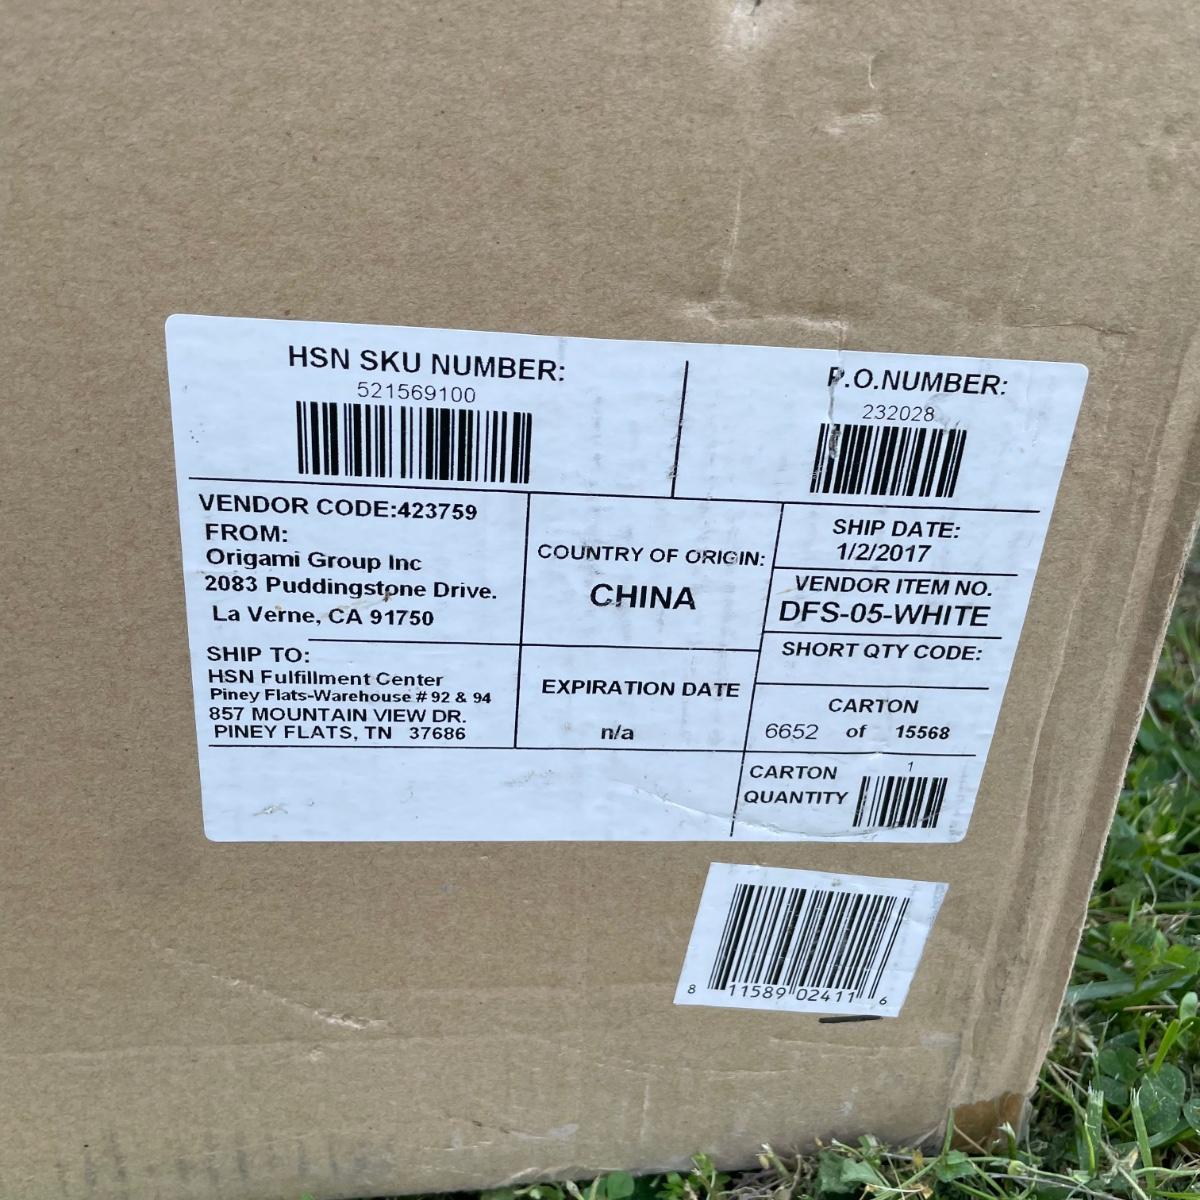 HSN SKU NUMBER:
521569100
P.O.NUMBER:
232028
VENDOR CODE:423759
FROM:
Origami Group Inc
2083 Puddingstone Drive.
La Verne, CA 91750
COUNTRY OF ORIGIN:
CHINA
SHIP DATE:
1/2/2017
VENDOR ITEM NO.
DFS-05-WHITE
SHORT QTY CODE:
SHIP TO:
HSN Fulfillment Center
Piney Flats-Warehouse # 92 & 94
857 MOUNTAIN VIEW DR.
PINEY FLATS, TN 37686
EXPIRATION DATE
n/a
CARTON
6652 of 15568
CARTON
QUANTITY
1
8 11589 02411 6